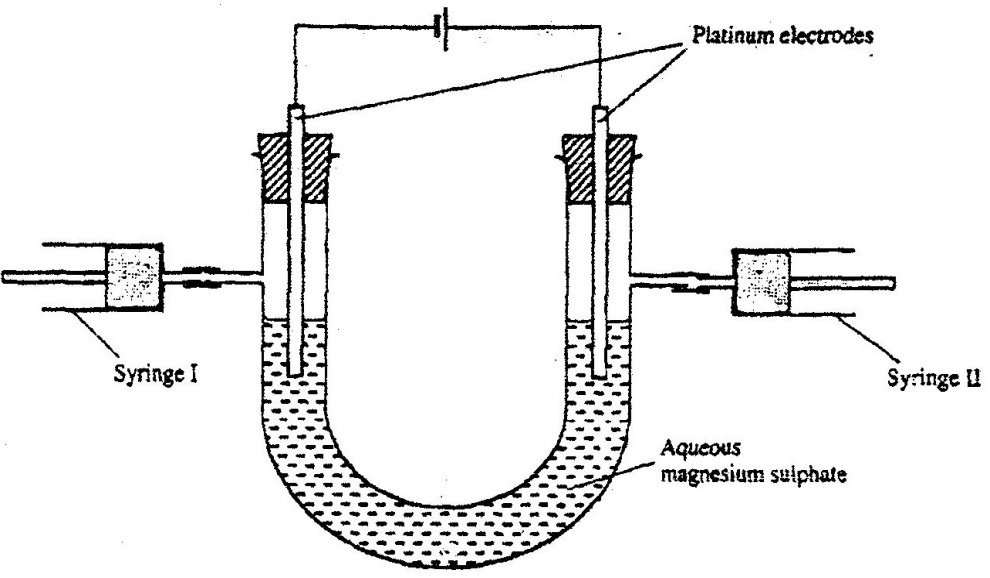 Platinum electrodes
Syringe I
Syringe II
Aqueous
magnesium sulphate